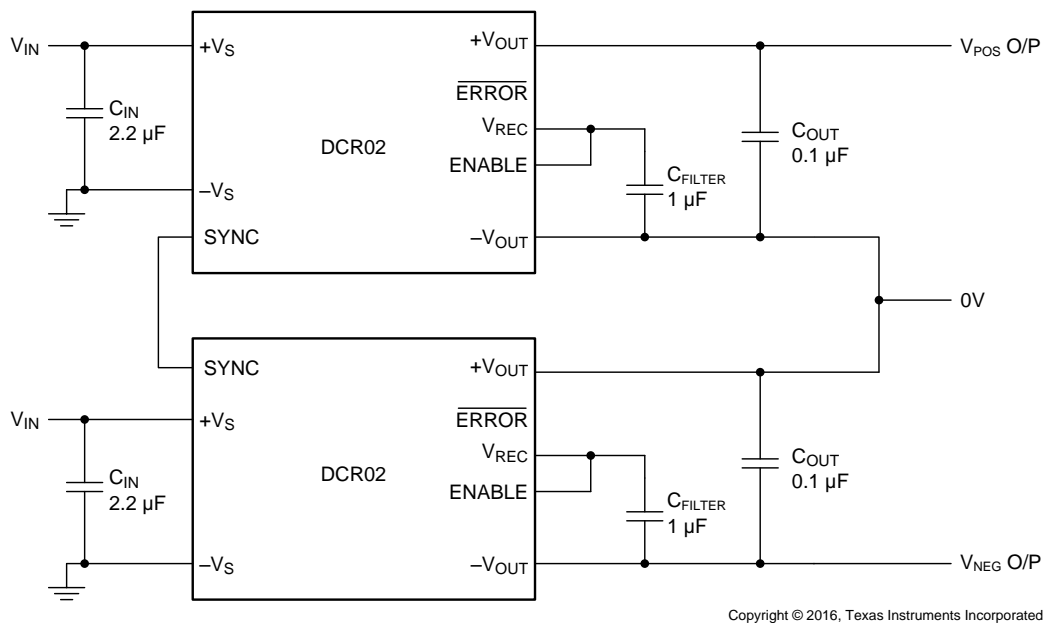 VIN
+VS
+VOUT
VPOS O/P
ERROR
CIN
2.2 µF
DCR02
VREC
COUT
0.1 µF
ENABLE
CFILTER
1 µF
–VS
SYNC
–VOUT
0V
SYNC
+VOUT
VIN
+VS
ERROR
VREC
COUT
0.1 µF
CIN
2.2 µF
DCR02
ENABLE
CFILTER
1 µF
–VS
–VOUT
VNEG O/P
Copyright © 2016, Texas Instruments Incorporated